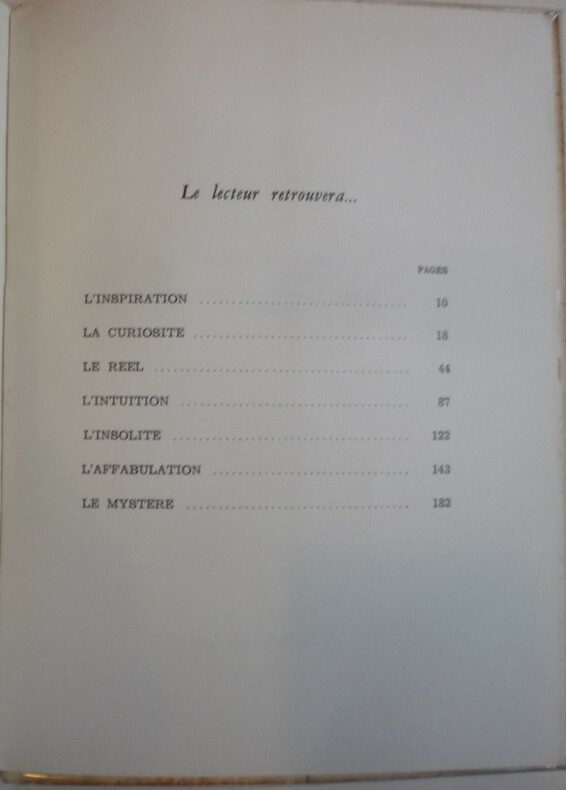 Le lecteur retrouvera...
PAGES
L'INSPIRATION ................................ 10
LA CURIOSITE ................................. 18
LE REEL ....................................... 44
L'INTUITION ................................... 87
L'INSOLITE .................................... 122
L'AFFABULATION .............................. 143
LE MYSTERE .................................. 182